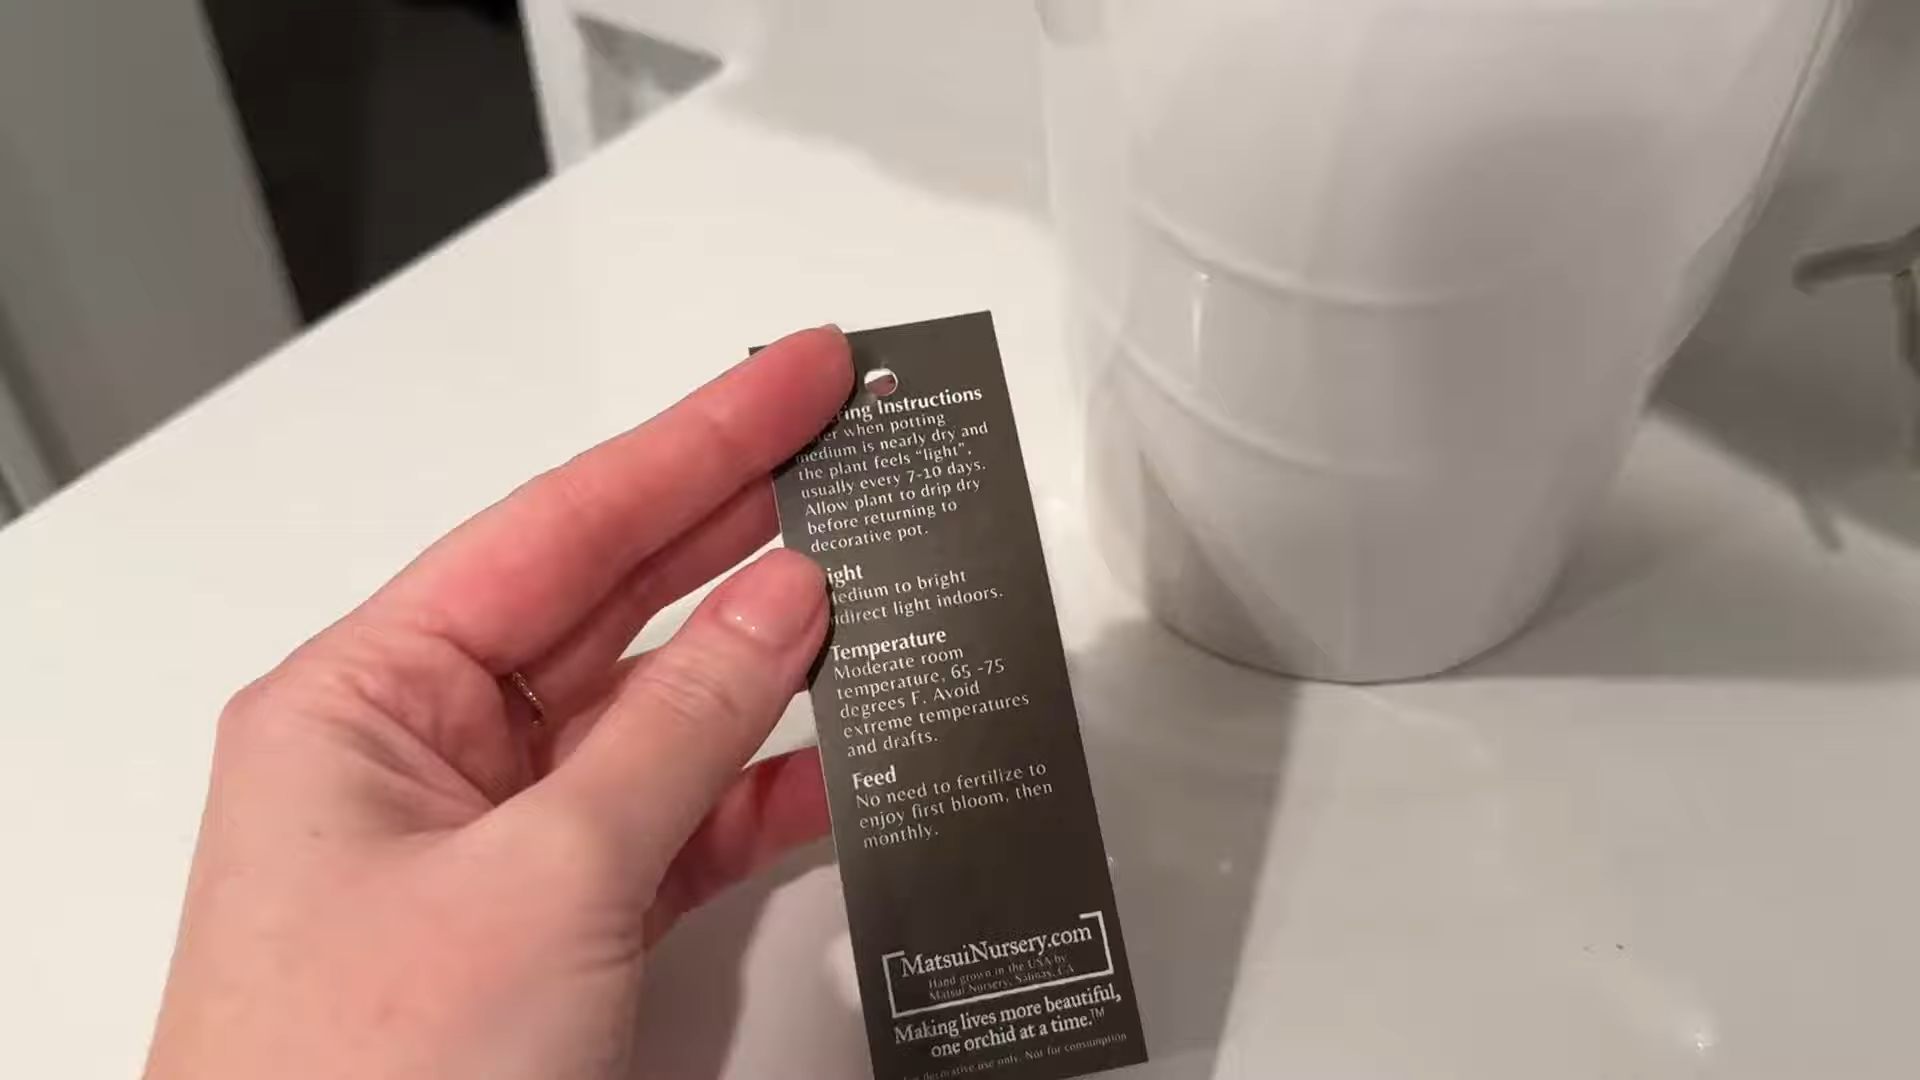 ing Instructions
er when potting
medium is nearly dry and
the plant feels “light”,
usually every 7-10 days.
Allow plant to drip dry
before returning to
decorative pot.
ight
edium to bright
ndirect light indoors.
Temperature
Moderate room
temperature, 65 -75
degrees F. Avoid
extreme temperatures
and drafts.
Feed
No need to fertilize to
enjoy first bloom, then
monthly.
MatsuiNursery.com
Hand grown in the USA by
Matsui Nursery, Salinas, CA
Making lives more beautiful,
one orchid at a time.™
decorative use only. Not for consumption